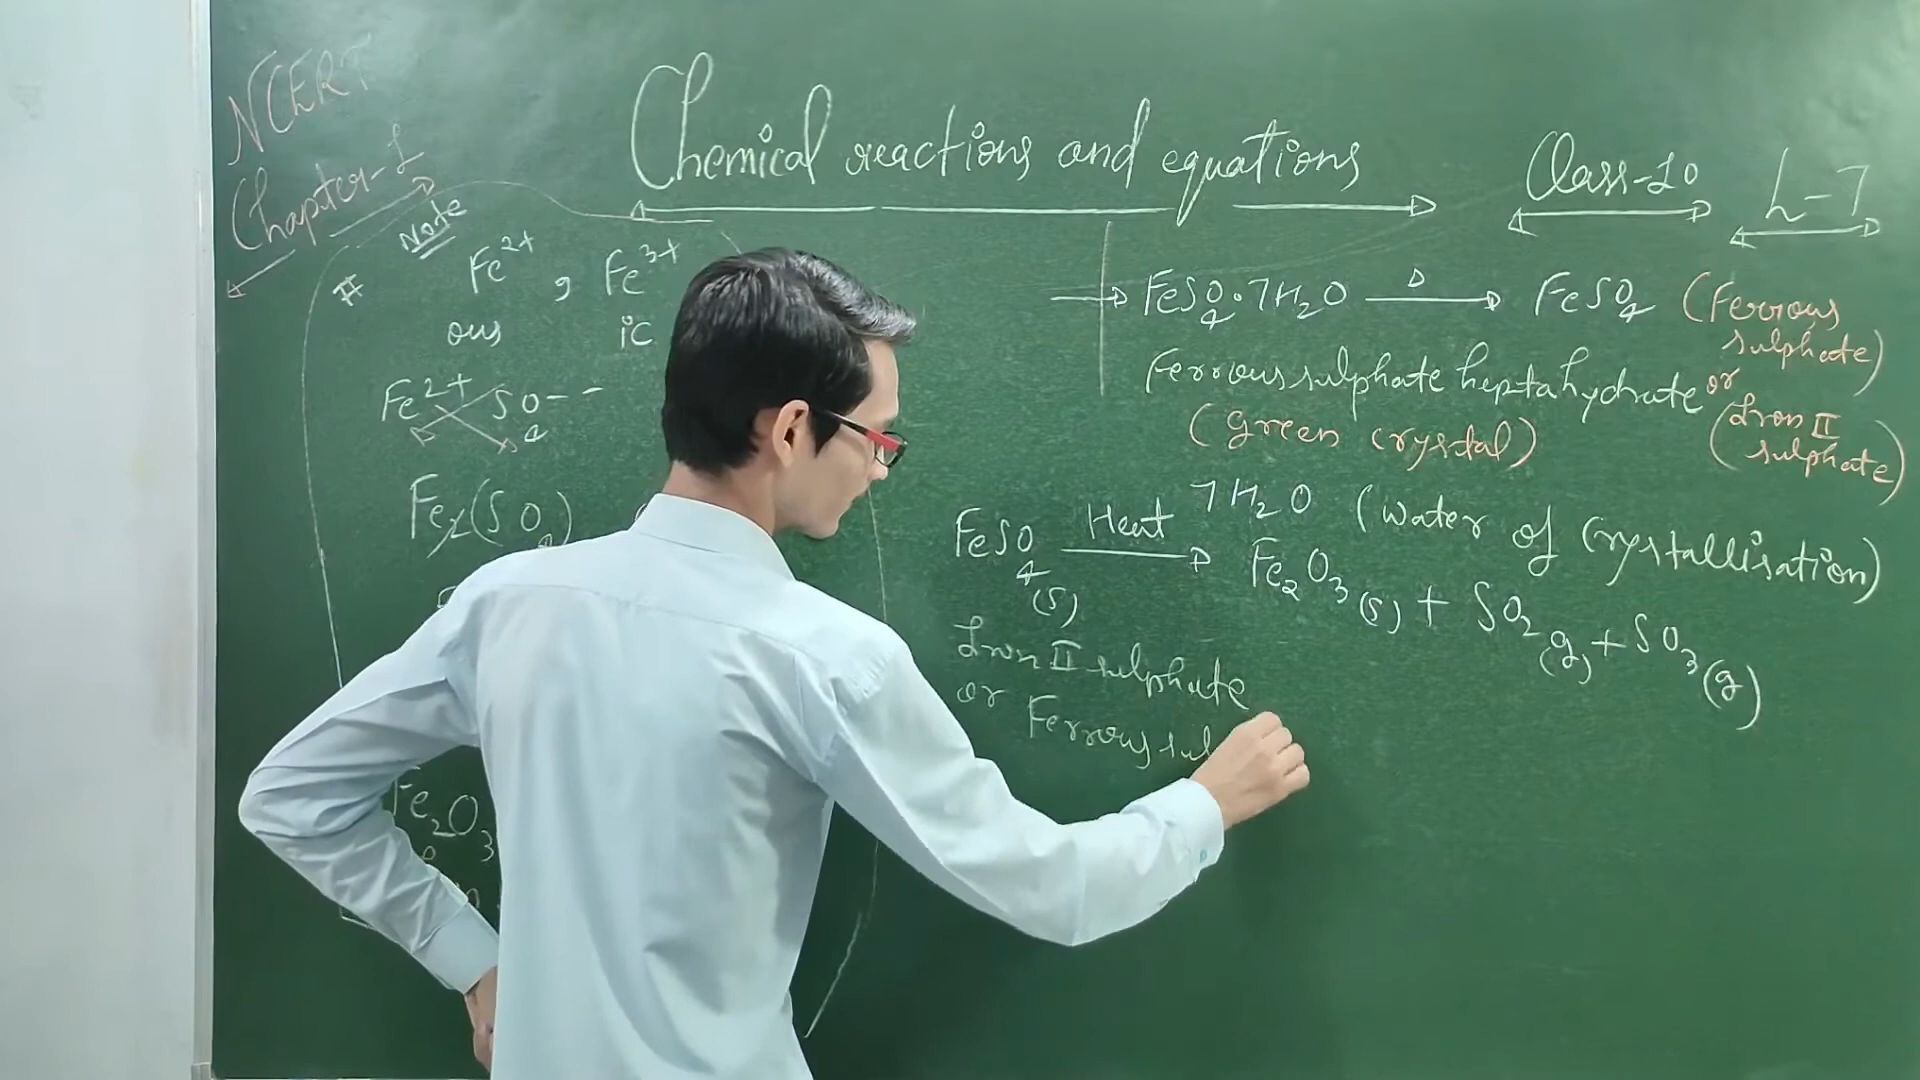 NCERT
Chapter-1
Chemical reactions and equations
Class-10
L-7
Note
# Fe2+ , Fe3+
ous ic
Fe2+ SO4--
Fex(SO4)
Fe2O3
→ FeSO4·7H2O Δ→ FeSO4 (Ferrous sulphate)
or
(Iron II sulphate)
Ferrous sulphate heptahydrate
(Green crystal)
7H2O (Water of Crystallisation)
FeSO4(s) Heat→ Fe2O3(s) + SO2(g) + SO3(g)
Iron II sulphate
or Ferrous sul